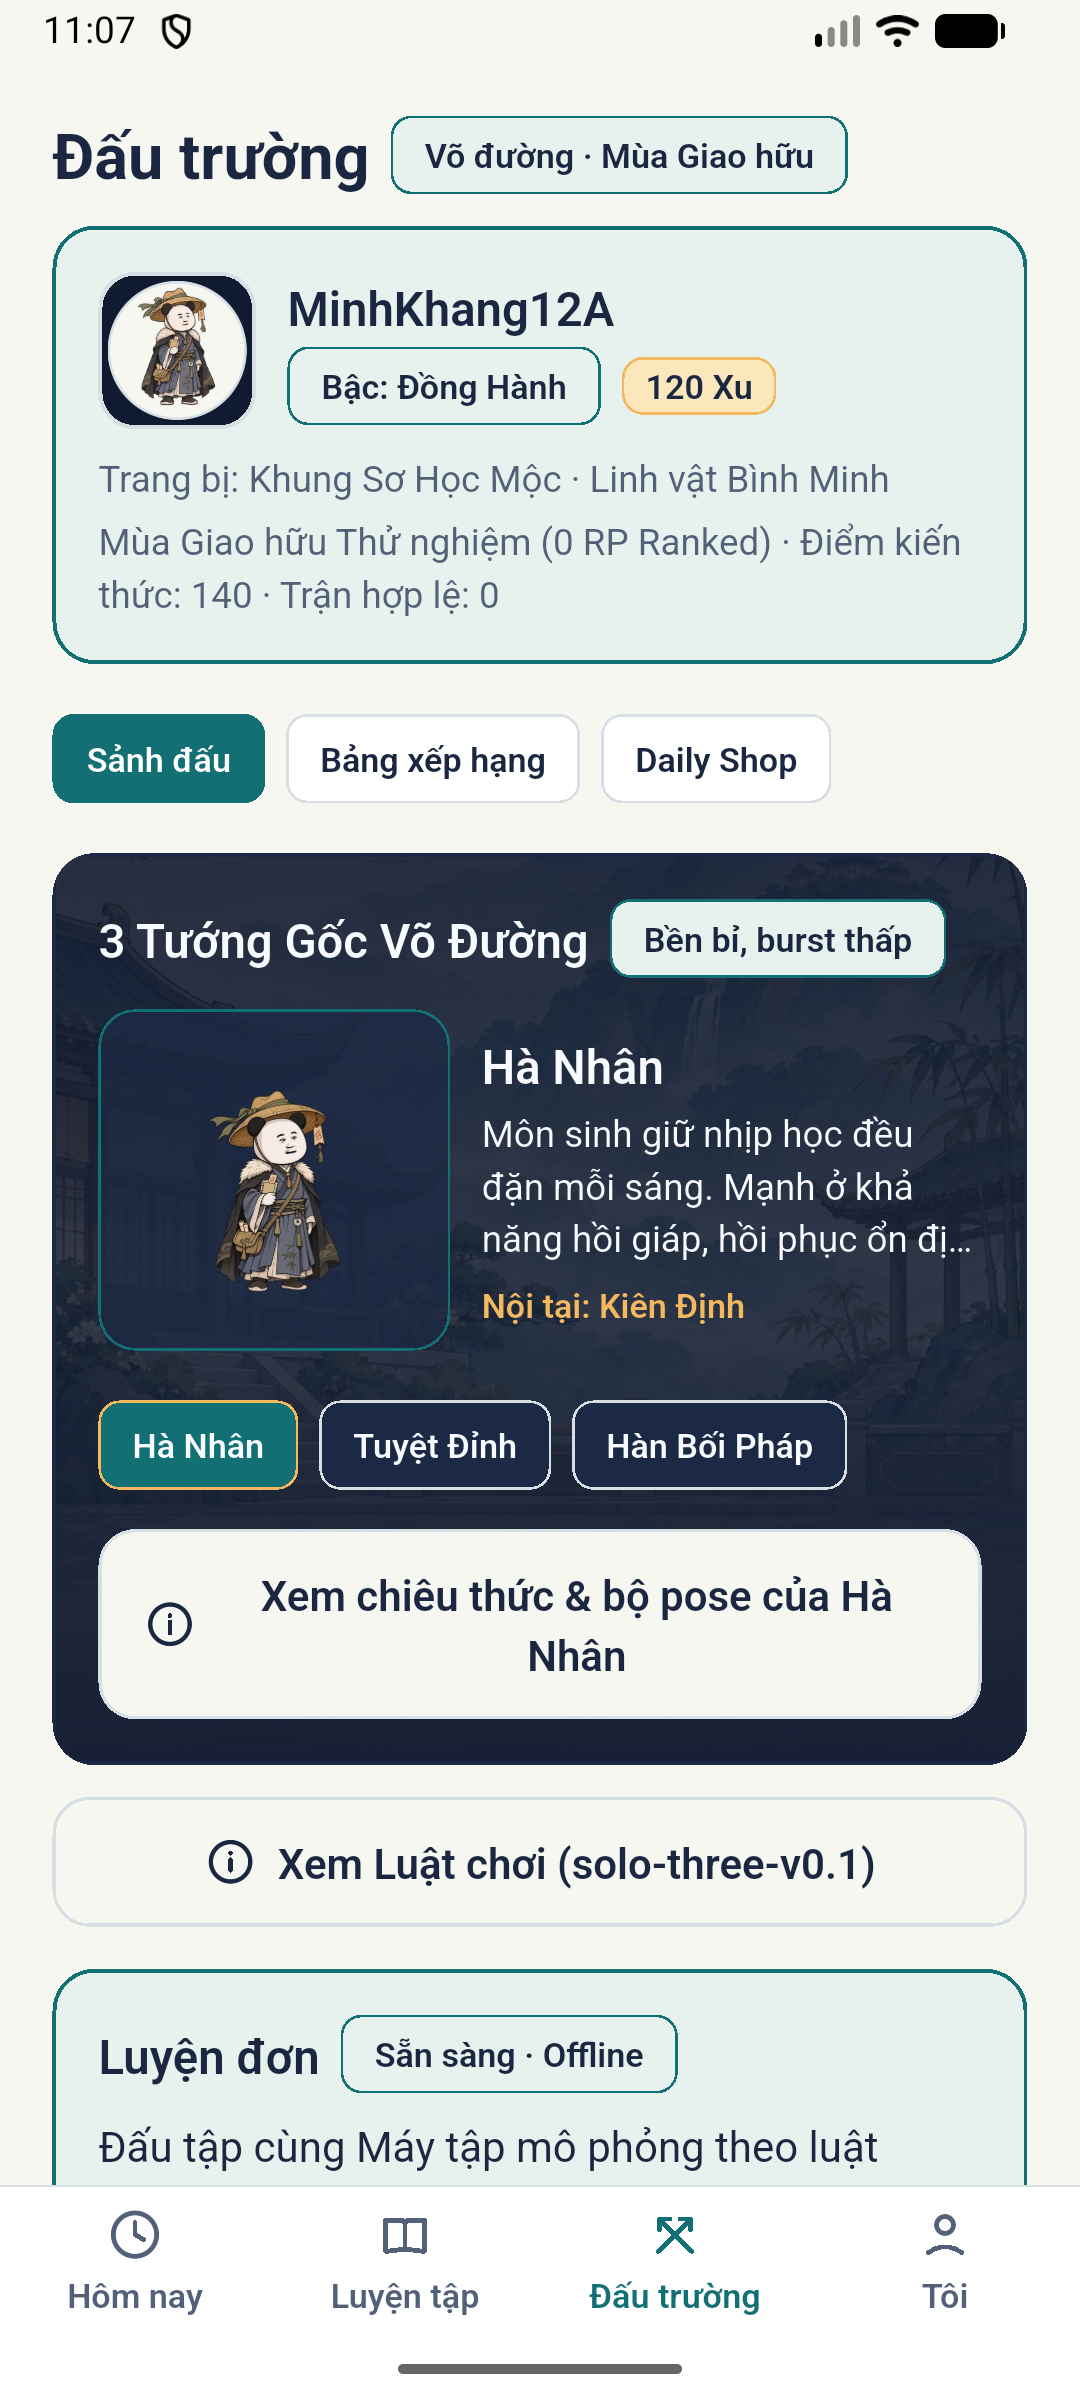 11:07
Đấu trường
Võ đường · Mùa Giao hữu
MinhKhang12A
Bậc: Đồng Hành
120 Xu
Trang bị: Khung Sơ Học Mộc · Linh vật Bình Minh
Mùa Giao hữu Thử nghiệm (0 RP Ranked) · Điểm kiến
thức: 140 · Trận hợp lệ: 0
Sảnh đấu
Bảng xếp hạng
Daily Shop
3 Tướng Gốc Võ Đường
Bền bỉ, burst thấp
Hà Nhân
Môn sinh giữ nhịp học đều
đặn mỗi sáng. Mạnh ở khả
năng hồi giáp, hồi phục ổn đị...
Nội tại: Kiên Định
Hà Nhân
Tuyệt Đỉnh
Hàn Bối Pháp
Xem chiêu thức & bộ pose của Hà
Nhân
Xem Luật chơi (solo-three-v0.1)
Luyện đơn
Sẵn sàng · Offline
Đấu tập cùng Máy tập mô phỏng theo luật
Hôm nay
Luyện tập
Đấu trường
Tôi